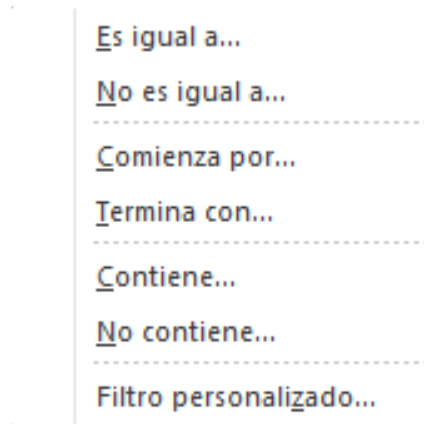 Es igual a...
No es igual a...
Comienza por...
Termina con...
Contiene...
No contiene...
Filtro personalizado...